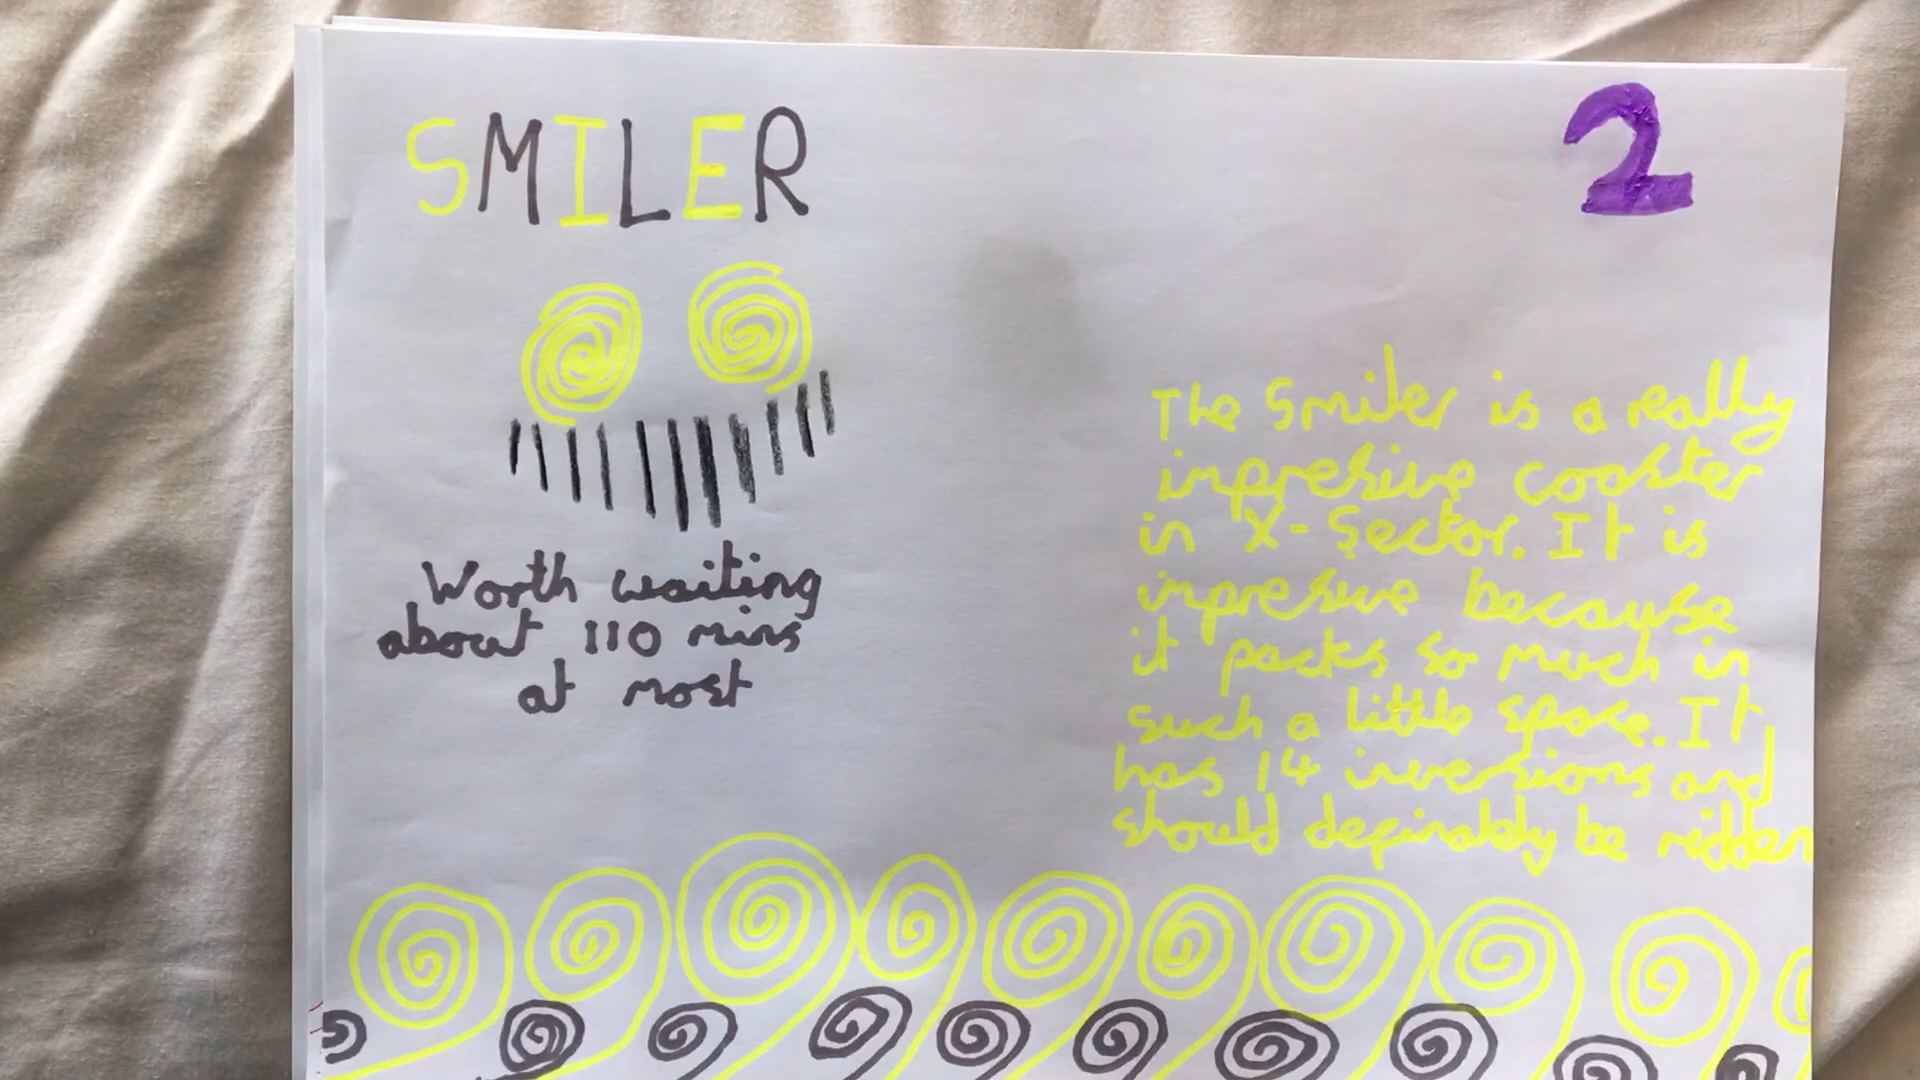 SMILER
2
Worth waiting
about 110 mins
at most
The Smiler is a really
impresive coaster
in X-Sector. It is
impresive because
it packs so much in
such a little space. It
has 14 inversions and
should definately be ridden